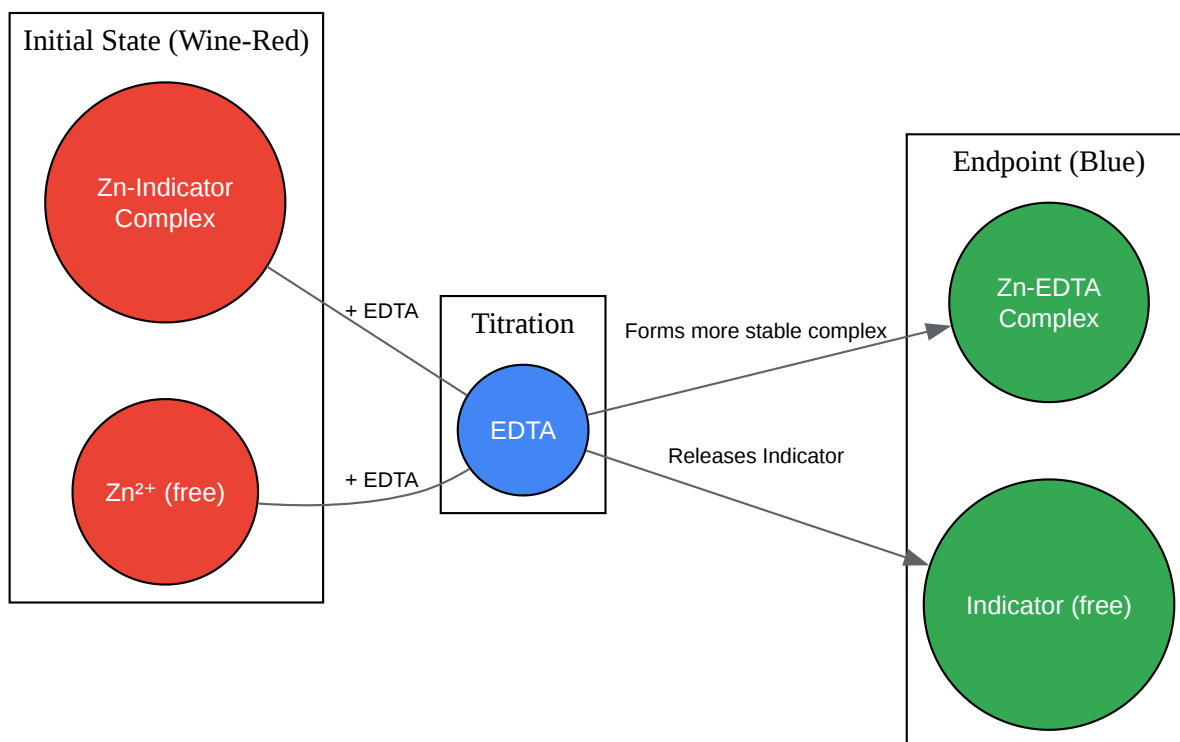 Initial State (Wine-Red)
Zn-Indicator
Complex
Zn²⁺ (free)
+ EDTA
+ EDTA
Titration
EDTA
Forms more stable complex
Releases Indicator
Endpoint (Blue)
Zn-EDTA
Complex
Indicator (free)